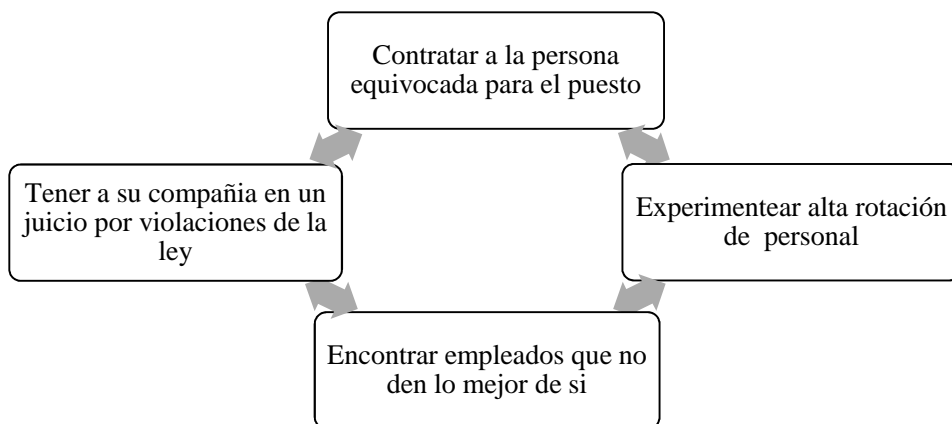 Contratar a la persona
equivocada para el puesto
Tener a su compañia en un
juicio por violaciones de la
ley
Experimentear alta rotación
de personal
Encontrar empleados que no
den lo mejor de si